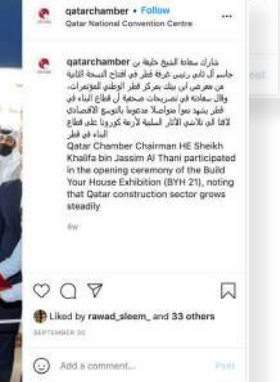 qatarchamber • Follow
Qatar National Convention Centre
qatarchamber شارك سعادة الشيخ خليفة بن
جاسم آل ثاني رئيس غرفة قطر في افتتاح النسخة الثانية
من معرض ابن بيتك بمركز قطر الوطني للمؤتمرات،
وقال سعادته في تصريحات صحفية أن قطاع البناء في
قطر يشهد نموا متواصلا مدعوما بالتوسع الاقتصادي
لافتا الى تلاشي الآثار السلبية لأزمة كورونا على قطاع
البناء في قطر
Qatar Chamber Chairman HE Sheikh
Khalifa bin Jassim Al Thani participated
in the opening ceremony of the Build
Your House Exhibition (BYH 21), noting
that Qatar construction sector grows
steadily
Liked by rawad_sleem_ and 33 others
SEPTEMBER
Add a comment...
Post